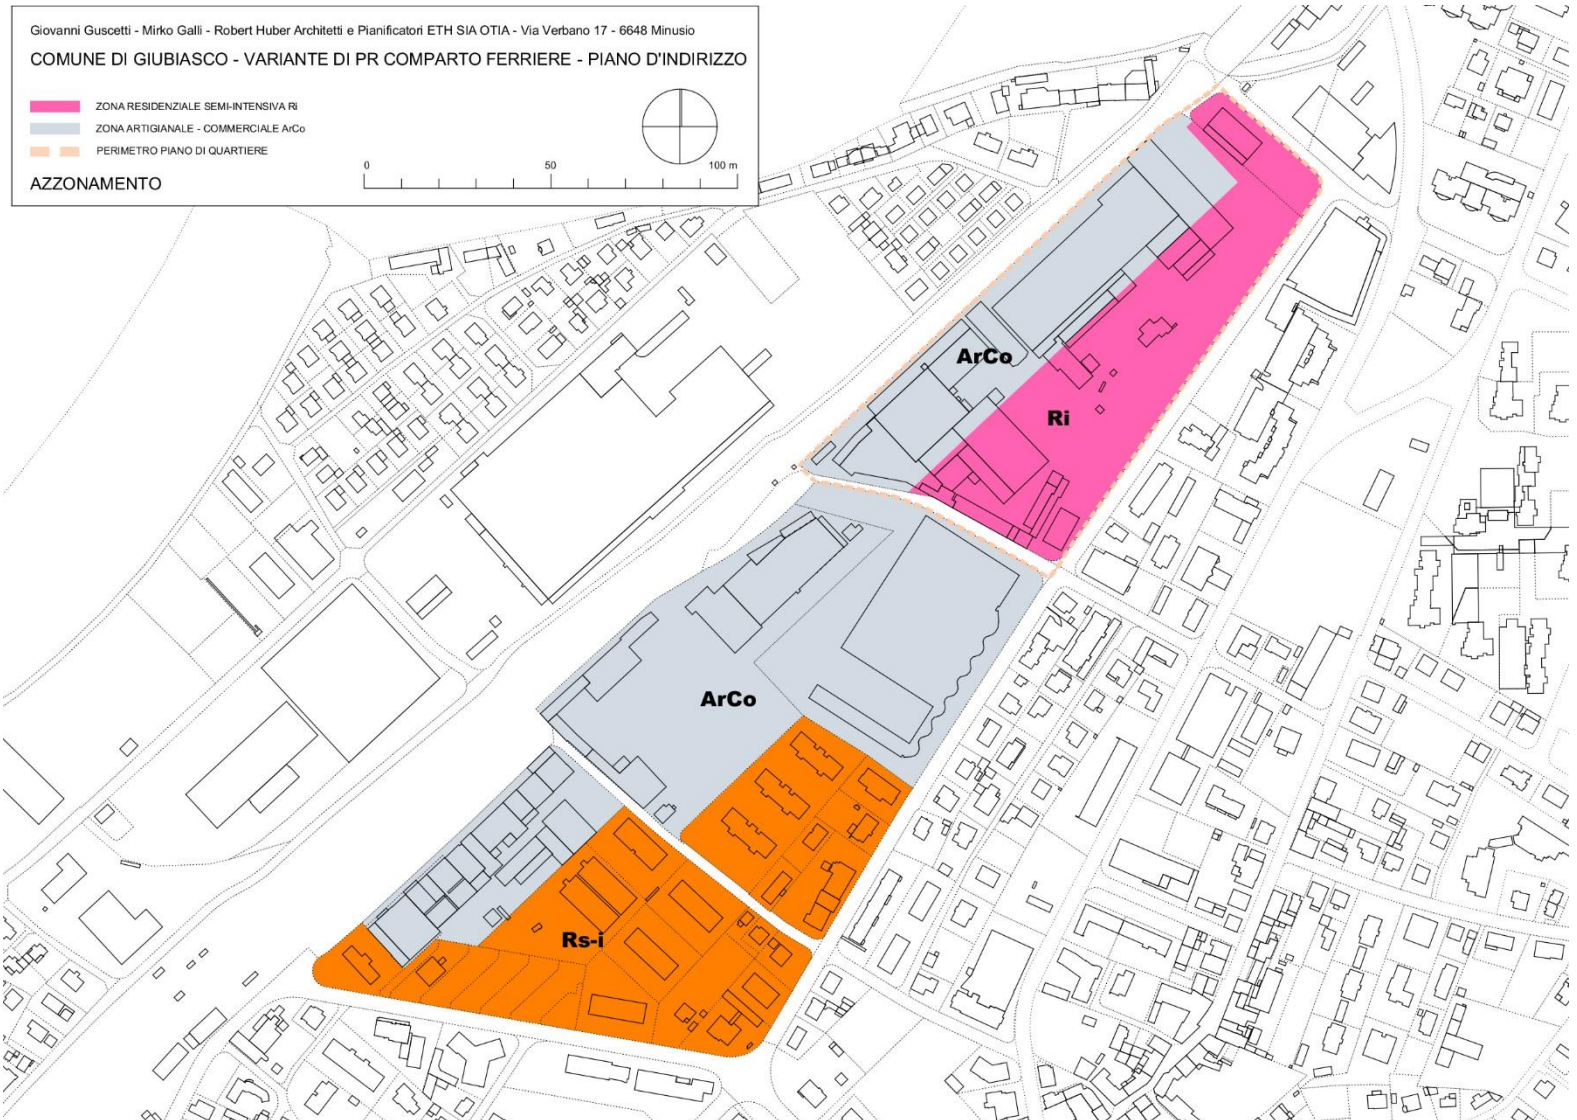 Giovanni Guscetti - Mirko Galli - Robert Huber Architetti e Pianificatori ETH SIA OTIA - Via Verbano 17 - 6648 Minusio
COMUNE DI GIUBIASCO - VARIANTE DI PR COMPARTO FERRIERE - PIANO D'INDIRIZZO
ZONA RESIDENZIALE SEMI-INTENSIVA Ri
ZONA ARTIGIANALE - COMMERCIALE ArCo
PERIMETRO PIANO DI QUARTIERE
0 50 100 m
AZZONAMENTO
ArCo
Ri
ArCo
Rs-i